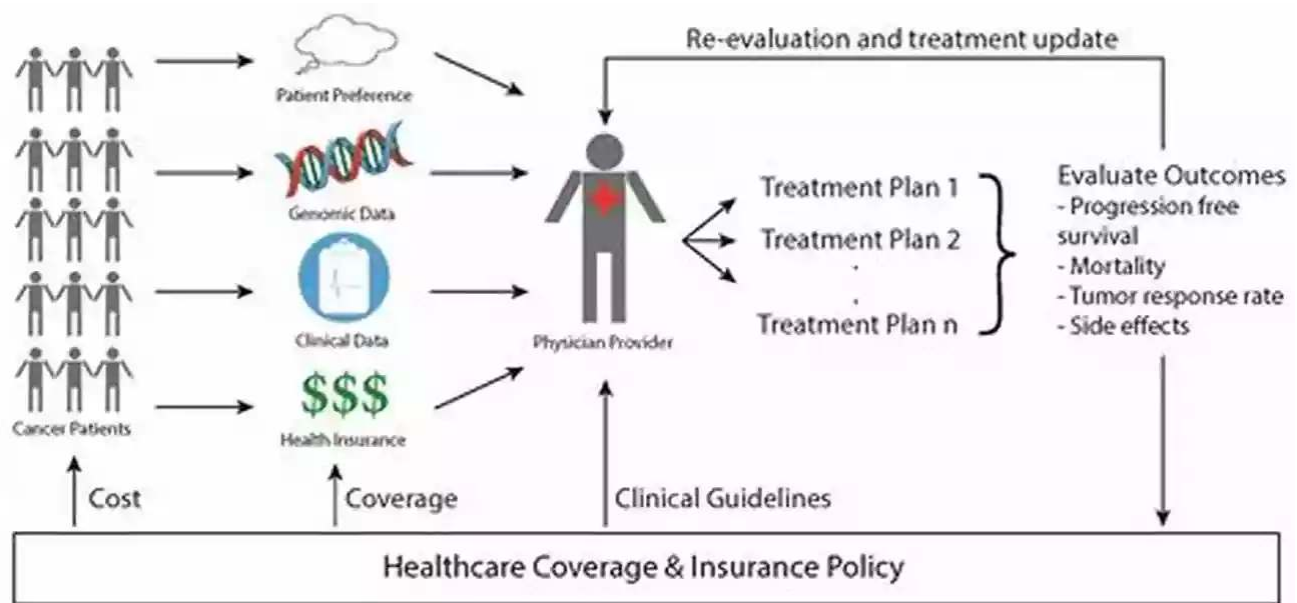 Re-evaluation and treatment update
Patient Preference
Genomic Data
Clinical Data
$$$
Health Insurance
Cancer Patients
Physician Provider
Treatment Plan 1
Treatment Plan 2
.
.
Treatment Plan n
Evaluate Outcomes
- Progression free
survival
- Mortality
- Tumor response rate
- Side effects
Cost
Coverage
Clinical Guidelines
Healthcare Coverage & Insurance Policy